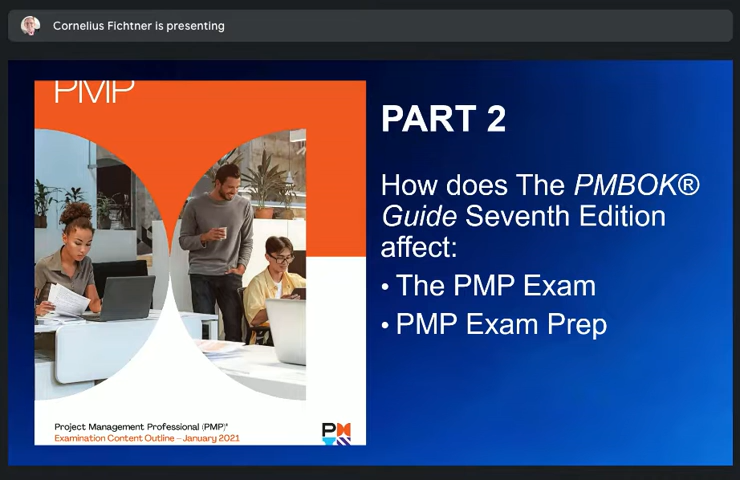 Cornelius Fichtner is presenting
PMP
PART 2
How does The PMBOK®
Guide Seventh Edition
affect:
• The PMP Exam
• PMP Exam Prep
Project Management Professional (PMP)®
Examination Content Outline – January 2021
PM